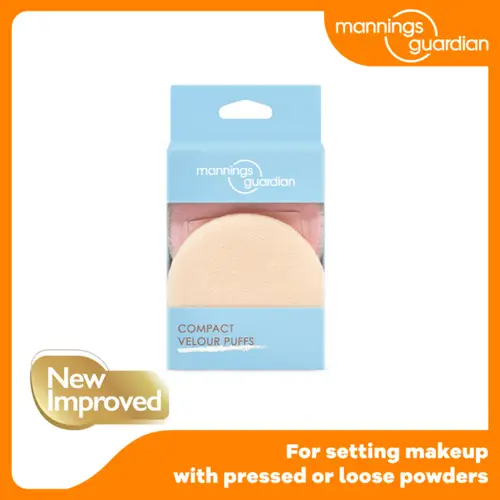 mannings
guardian
mannings
guardian
COMPACT
VELOUR PUFFS
New
Improved
For setting makeup
with pressed or loose powders